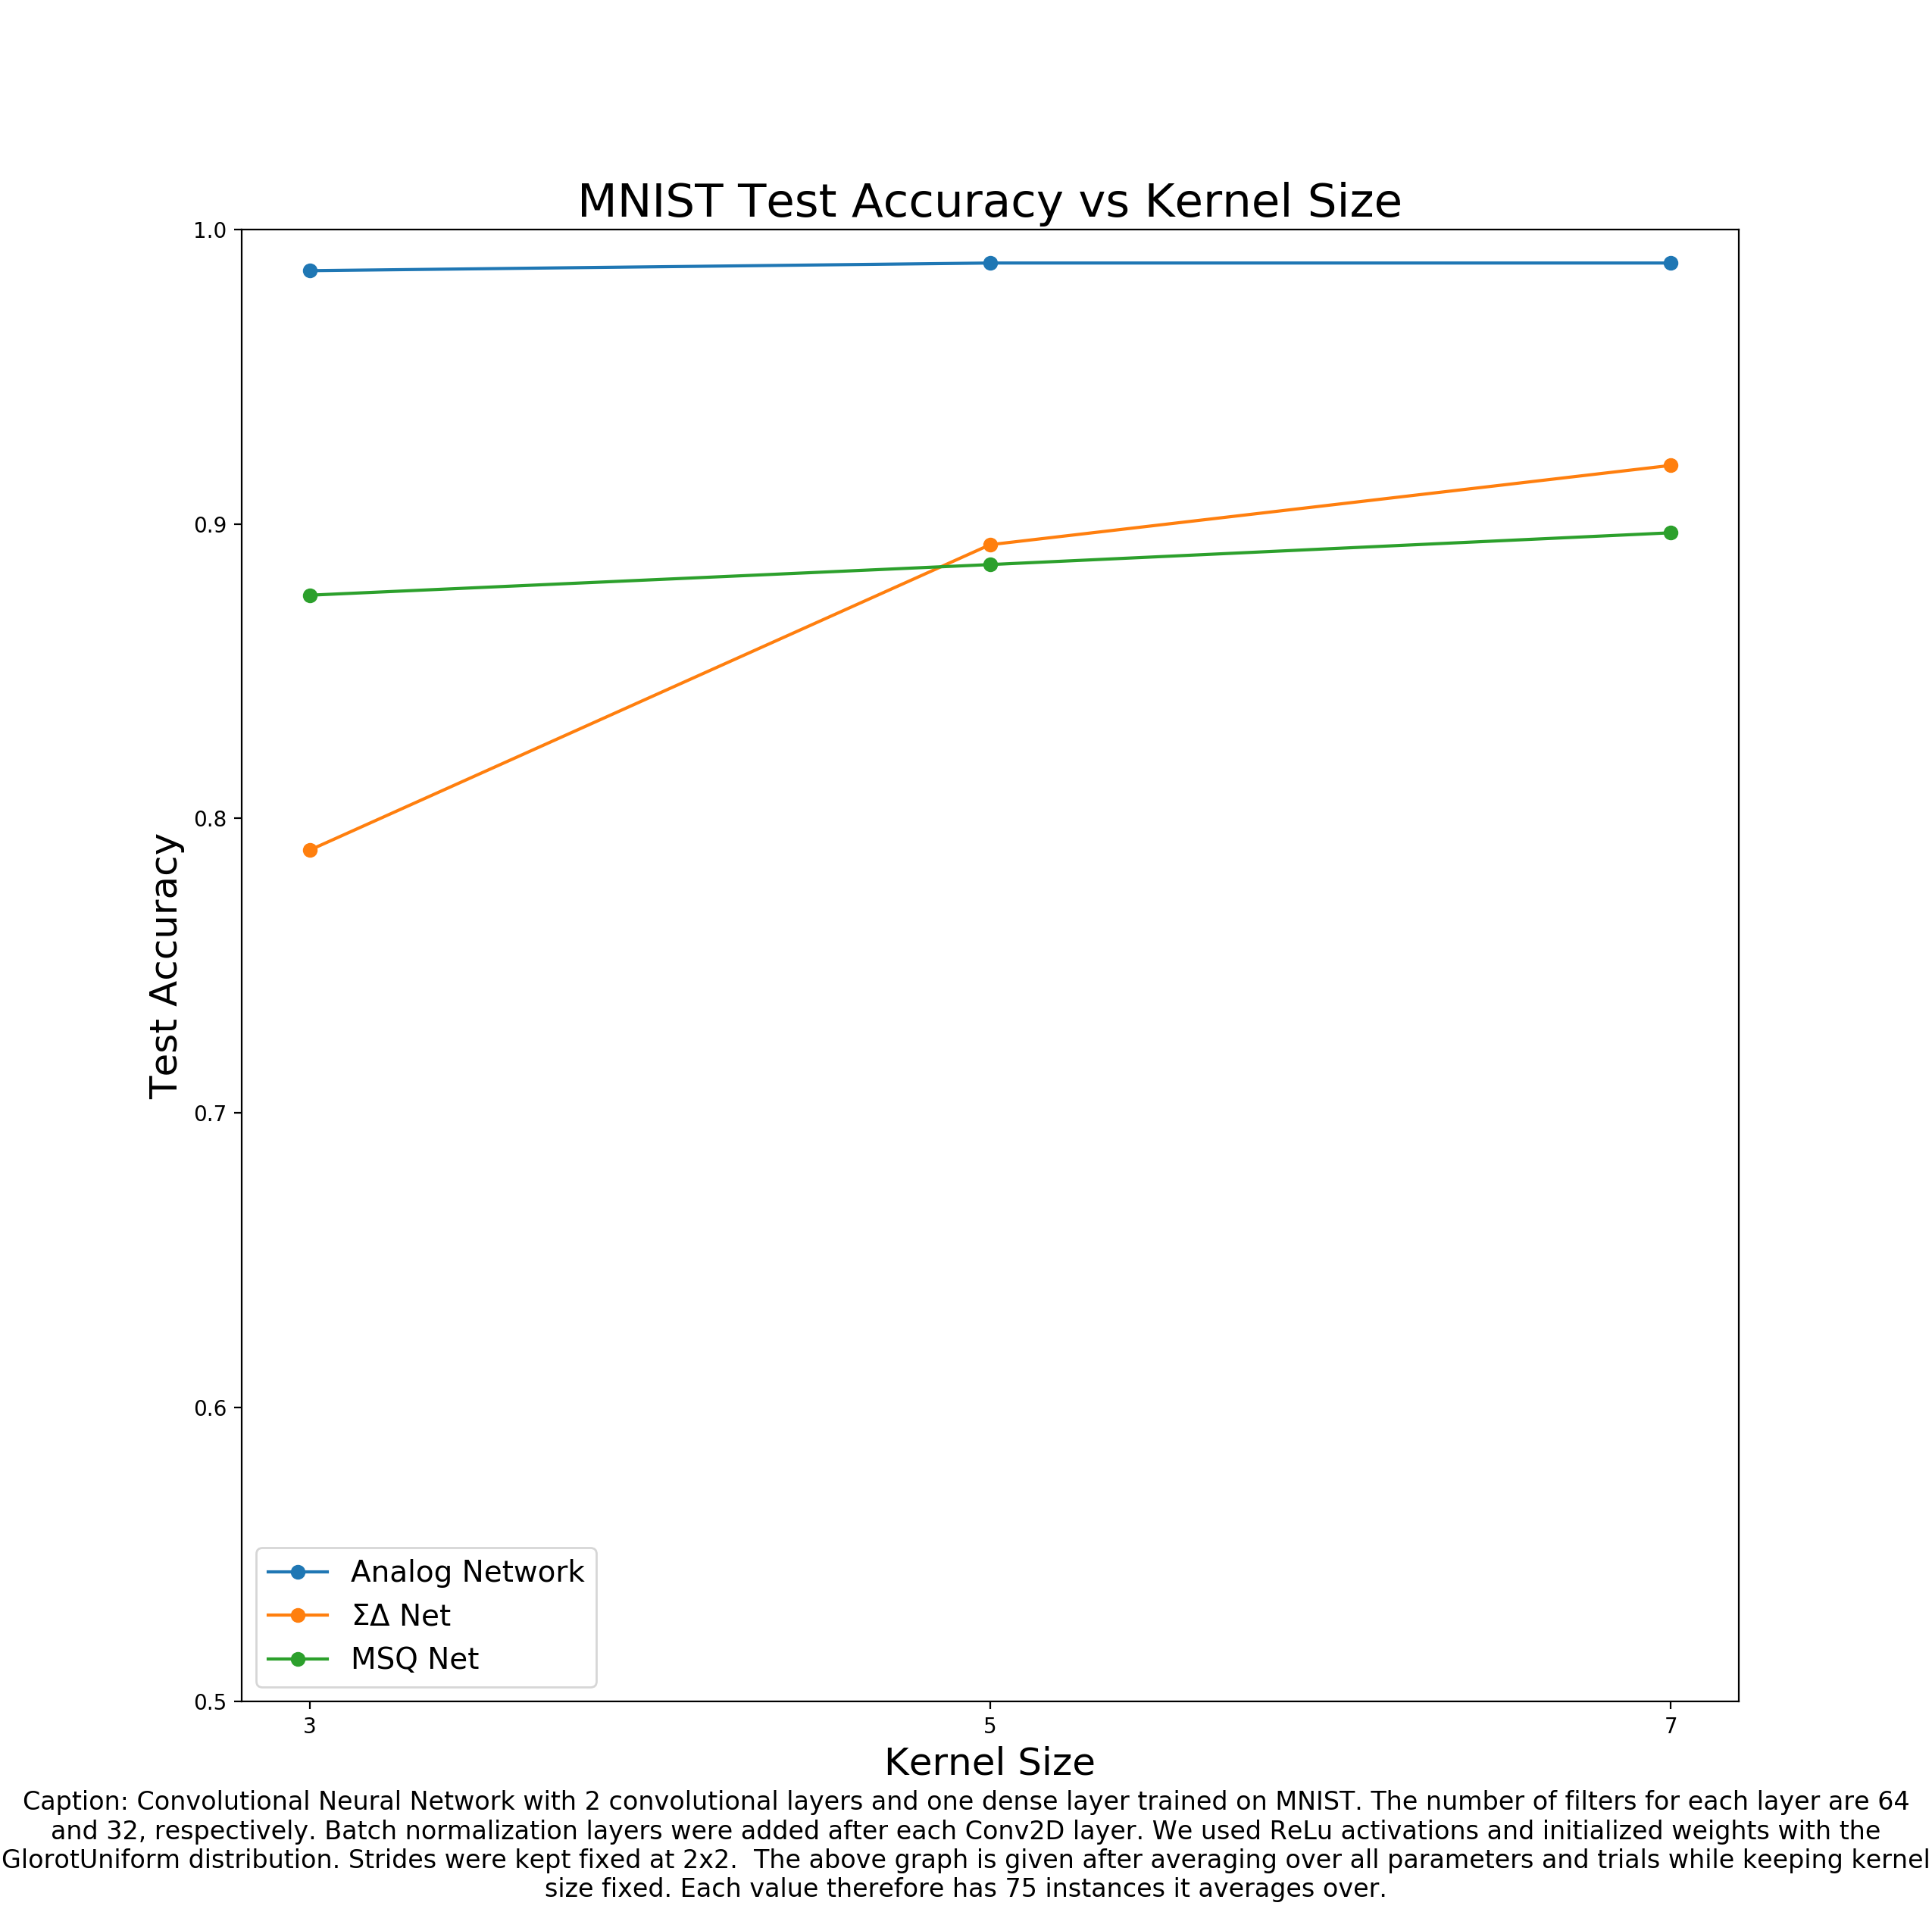 MNIST Test Accuracy vs Kernel Size
1.0
0.9
0.8
0.7
0.6
0.5
Test Accuracy
Analog Network
ΣΔ Net
MSQ Net
3 5 7
Kernel Size
Caption: Convolutional Neural Network with 2 convolutional layers and one dense layer trained on MNIST. The number of filters for each layer are 64
and 32, respectively. Batch normalization layers were added after each Conv2D layer. We used ReLu activations and initialized weights with the
GlorotUniform distribution. Strides were kept fixed at 2x2.  The above graph is given after averaging over all parameters and trials while keeping kernel
size fixed. Each value therefore has 75 instances it averages over.